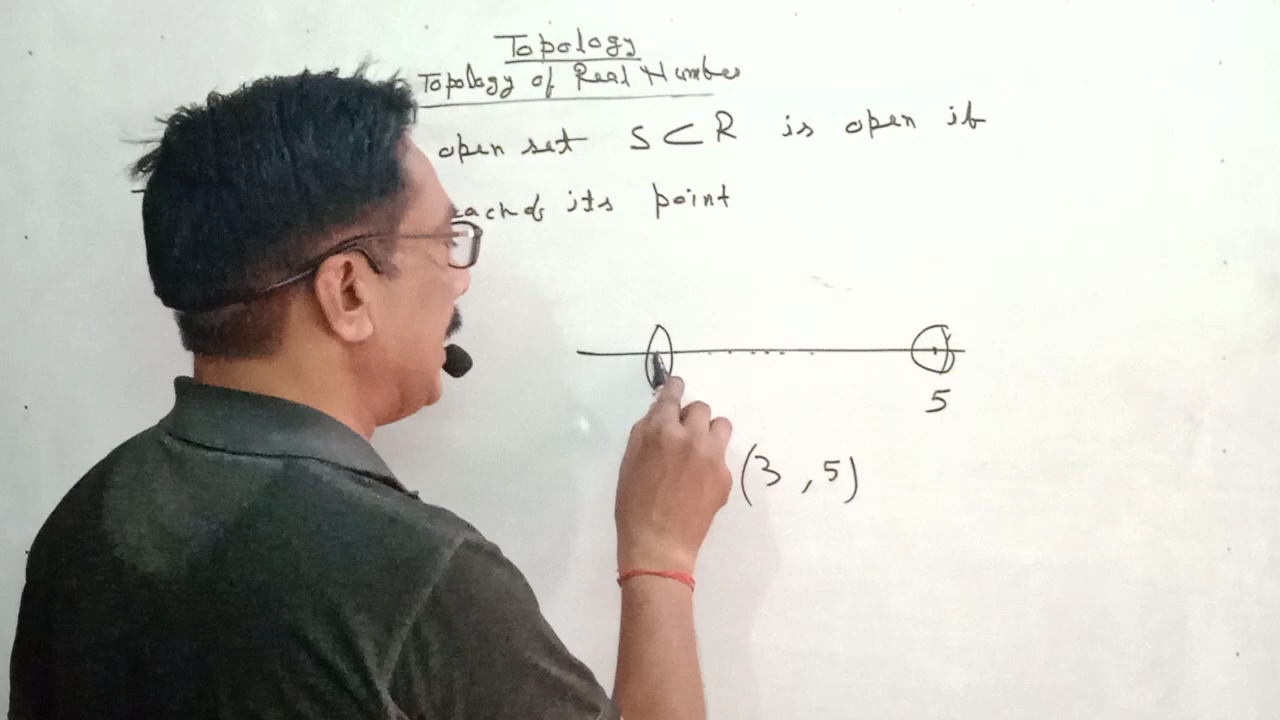 Topology
Topology of Real Number
open set S ⊂ R is open if
each of its point
5
(3, 5)